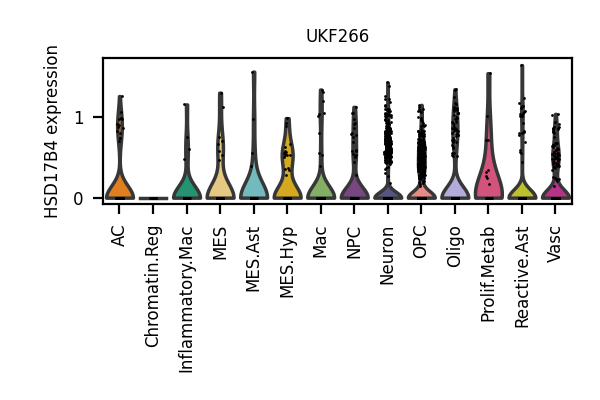 UKF266
HSD17B4 expression
1
0
AC
Chromatin.Reg
Inflammatory.Mac
MES
MES.Ast
MES.Hyp
Mac
NPC
Neuron
OPC
Oligo
Prolif.Metab
Reactive.Ast
Vasc